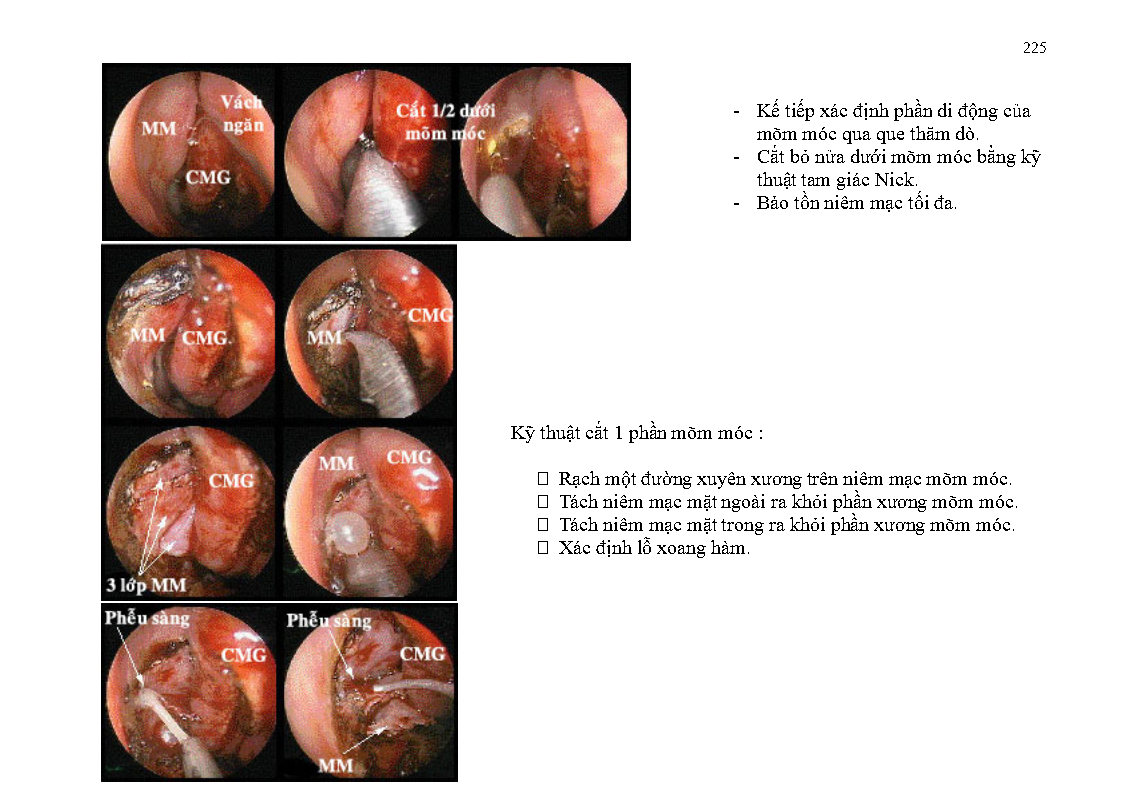 225
Vách
ngăn
MM
CMG
Cắt 1/2 dưới
mõm móc
- Kế tiếp xác định phần di động của
mõm móc qua que thăm dò.
- Cắt bỏ nửa dưới mõm móc bằng kỹ
thuật tam giác Nick.
- Bảo tồn niêm mạc tối đa.
MM
CMG
MM
CMG
Kỹ thuật cắt 1 phần mõm móc :
CMG
3 lớp MM
MM
CMG
Rạch một đường xuyên xương trên niêm mạc mõm móc.
Tách niêm mạc mặt ngoài ra khỏi phần xương mõm móc.
Tách niêm mạc mặt trong ra khỏi phần xương mõm móc.
Xác định lỗ xoang hàm.
Phễu sàng
CMG
Phễu sàng
CMG
MM